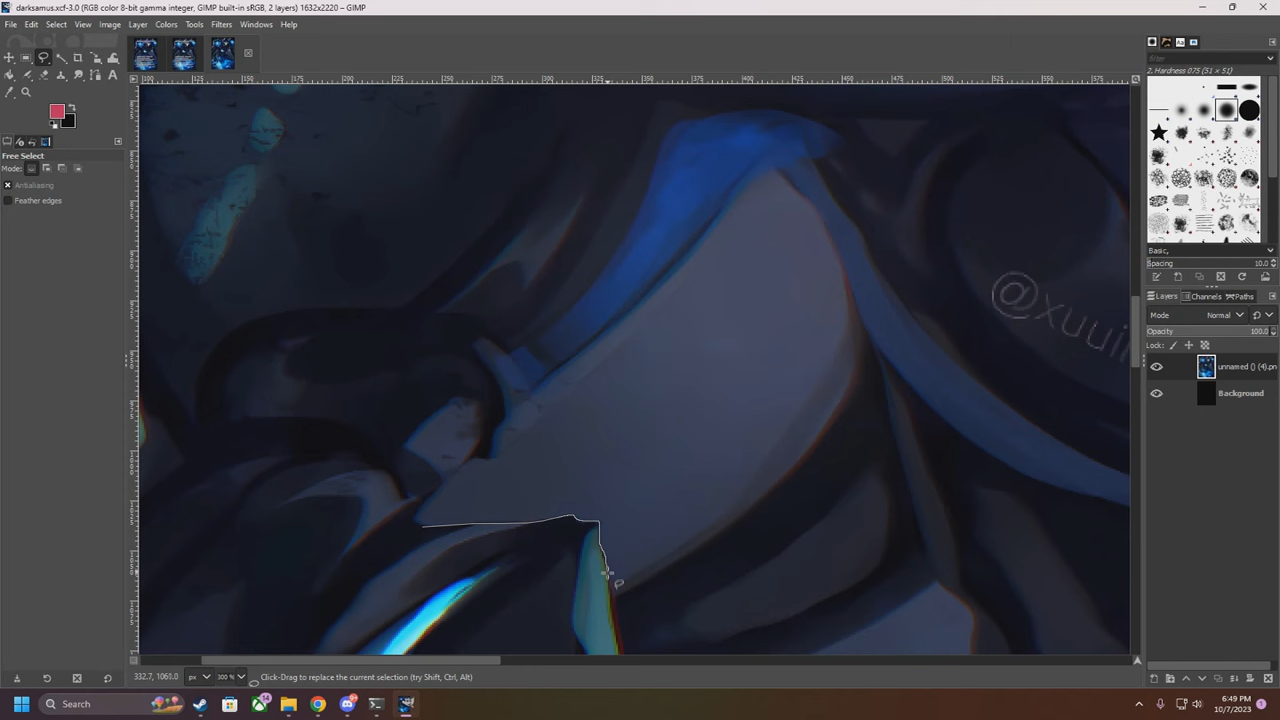 darksamus.xcf-3.0 (RGB color 8-bit gamma integer, GIMP built-in sRGB, 2 layers) 1632x2220 – GIMP
File Edit Select View Image Layer Colors Tools Filters Windows Help
Free Select
Mode:
Antialiasing
Feather edges
@xuuin
filter
2. Hardness 075 (51 × 51)
Basic,
Spacing 10.0
Layers Channels Paths
Mode Normal
Opacity 100.0
Lock:
unnamed () (4).pn
Background
332.7, 1060.0 px 300 % Click-Drag to replace the current selection (try Shift, Ctrl, Alt)
Search
6:49 PM
10/7/2023